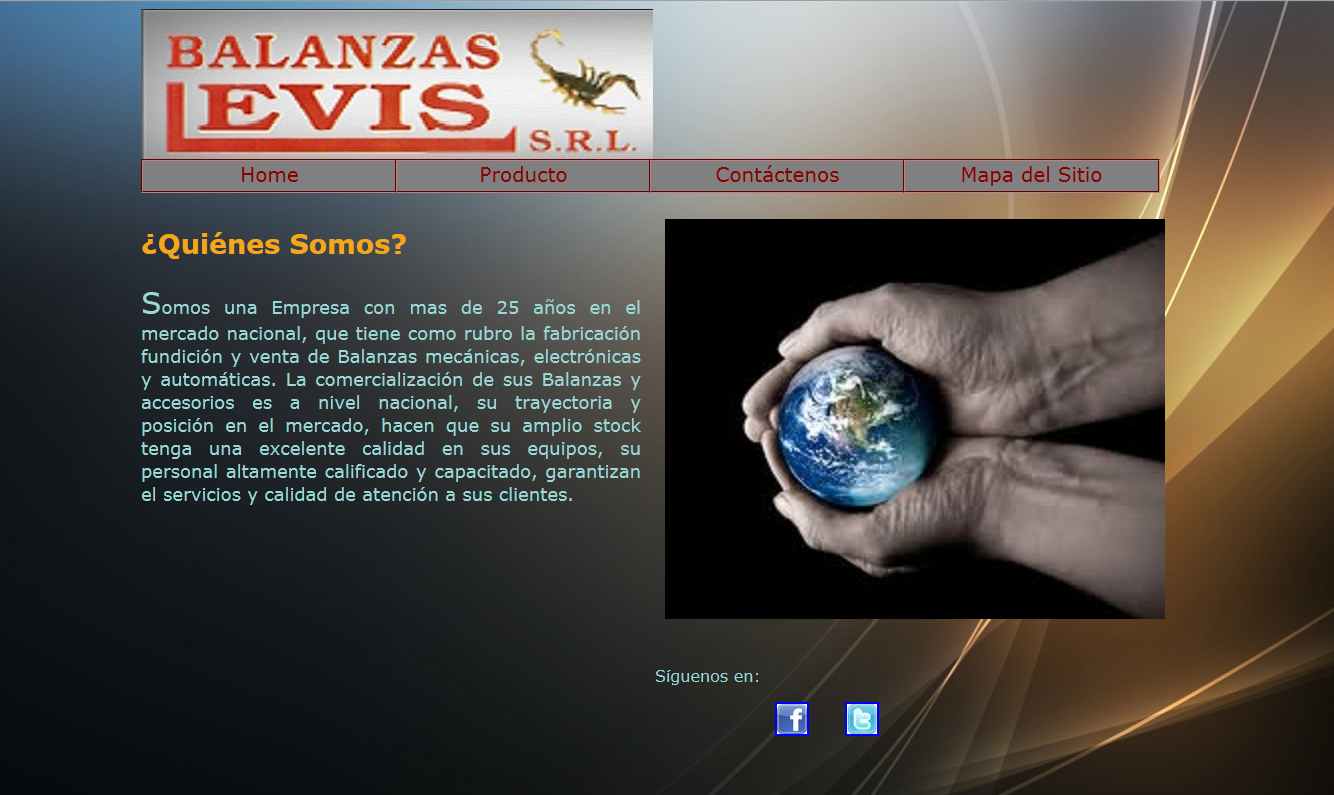 BALANZAS
LEVIS
S.R.L.
Home Producto Contáctenos Mapa del Sitio
¿Quiénes Somos?
Somos una Empresa con mas de 25 años en el
mercado nacional, que tiene como rubro la fabricación
fundición y venta de Balanzas mecánicas, electrónicas
y automáticas. La comercialización de sus Balanzas y
accesorios es a nivel nacional, su trayectoria y
posición en el mercado, hacen que su amplio stock
tenga una excelente calidad en sus equipos, su
personal altamente calificado y capacitado, garantizan
el servicios y calidad de atención a sus clientes.
Síguenos en:
f t